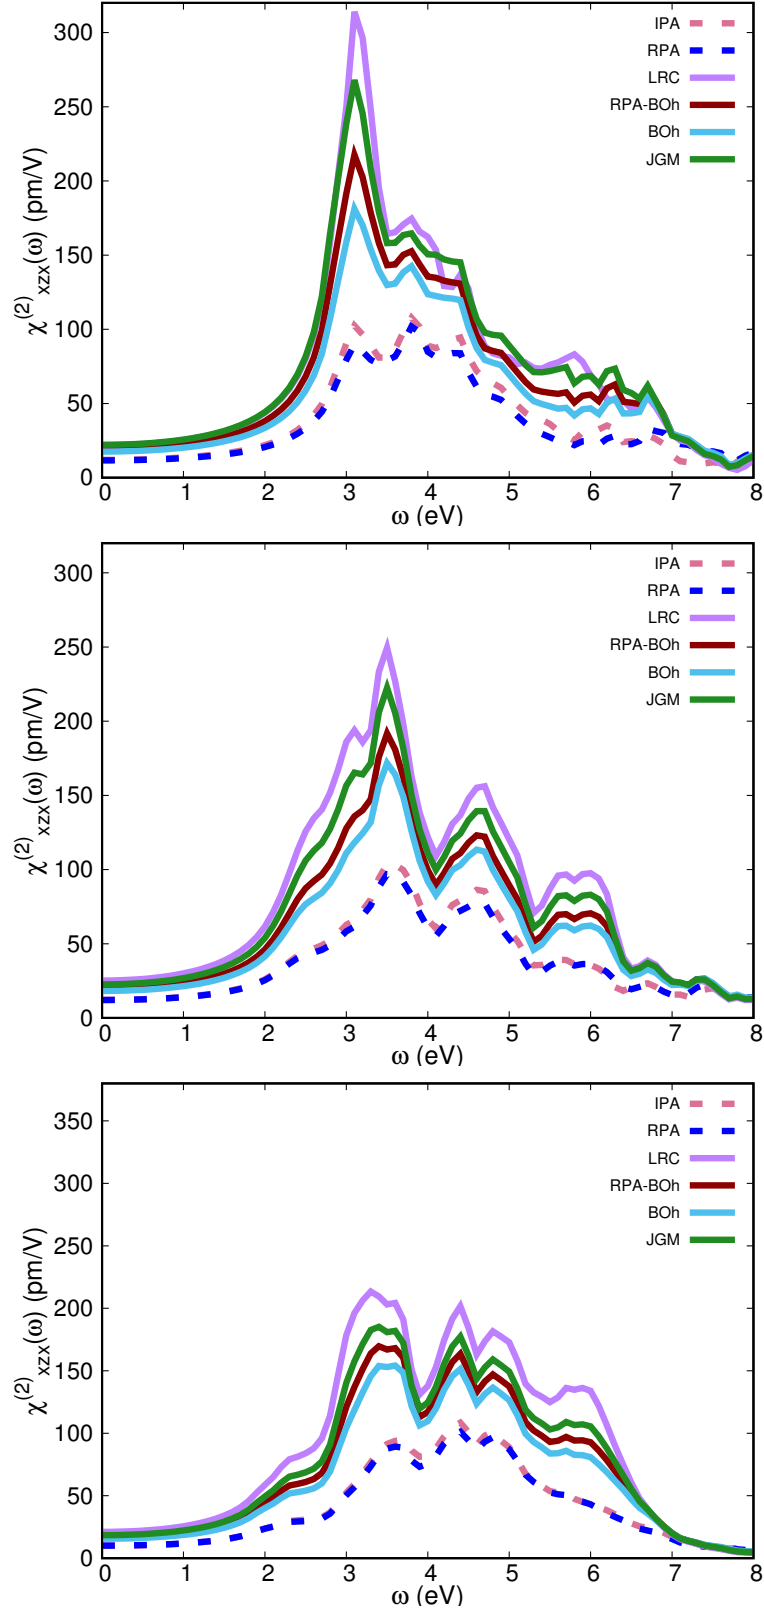 300
250
200
150
100
50
0
χ(2)xzx(ω) (pm/V)
IPA
RPA
LRC
RPA-BOh
BOh
JGM
0 1 2 3 4 5 6 7 8
ω (eV)
300
250
200
150
100
50
0
χ(2)xzx(ω) (pm/V)
IPA
RPA
LRC
RPA-BOh
BOh
JGM
0 1 2 3 4 5 6 7 8
ω (eV)
350
300
250
200
150
100
50
0
χ(2)xzx(ω) (pm/V)
IPA
RPA
LRC
RPA-BOh
BOh
JGM
0 1 2 3 4 5 6 7 8
ω (eV)